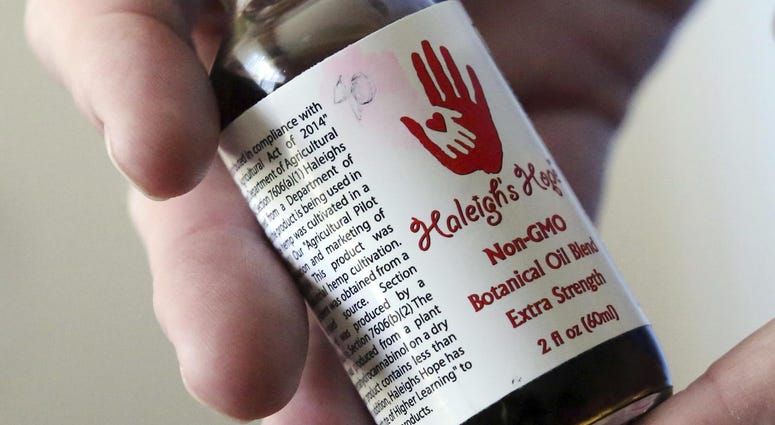 in compliance with
Act of 2014"
Department of Agricultural
Section 7606(a)(1) Haleighs
from a Department of
product is being used in
hemp was cultivated in a
Our "Agricultural Pilot
and marketing of
This product was
hemp cultivation.
was obtained from a
source. Section
was produced by a
Section 7606(b)(2) The
produced from a plant
on a dry
product contains less than
Haleighs Hope has
of Higher Learning" to
products.
Haleigh's Hope
Non-GMO
Botanical Oil Blend
Extra Strength
2 fl oz (60ml)